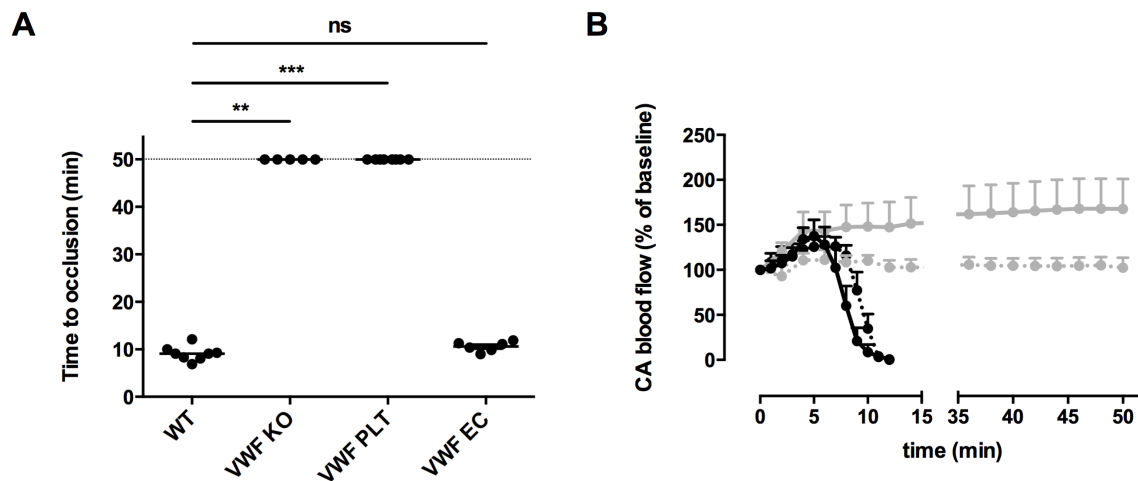 A
ns
***
**
Time to occlusion (min)
50
40
30
20
10
0
WT
VWF KO
VWF PLT
VWF EC
B
CA blood flow (% of baseline)
250
200
150
100
50
0
0 5 10 15 35 40 45 50
time (min)